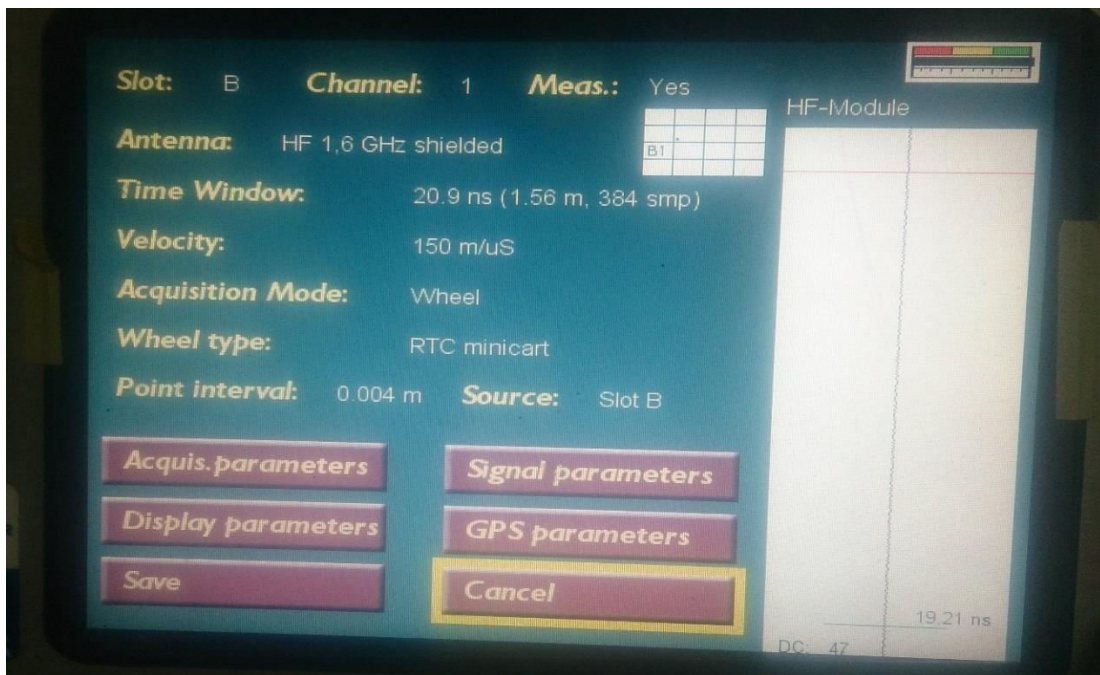 Slot: B Channel: 1 Meas.: Yes
HF-Module
Antenna: HF 1,6 GHz shielded
B1
Time Window: 20.9 ns (1.56 m, 384 smp)
Velocity: 150 m/uS
Acquisition Mode: Wheel
Wheel type: RTC minicart
Point interval: 0.004 m Source: Slot B
Acquis.parameters Signal parameters
Display parameters GPS parameters
Save Cancel
19,21 ns
DC: 47